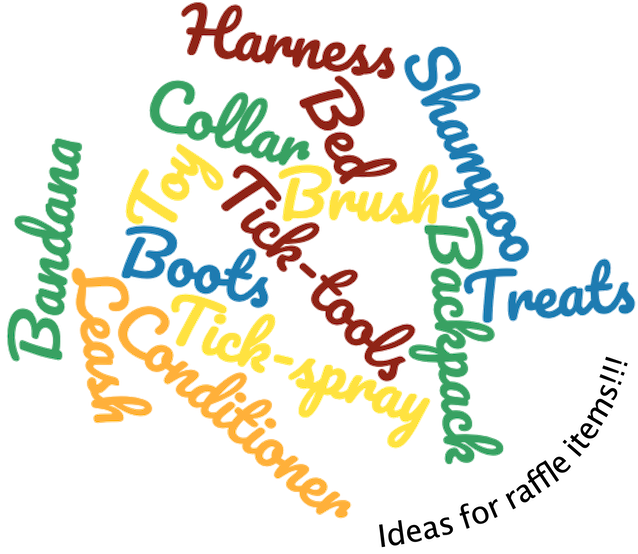 Harness
Shampoo
Bed
Collar
Toy
Brush
Bandana
Tick-tools
Boots
Backpack
Treats
Leash
Tick-spray
Conditioner
Ideas for raffle items!!!